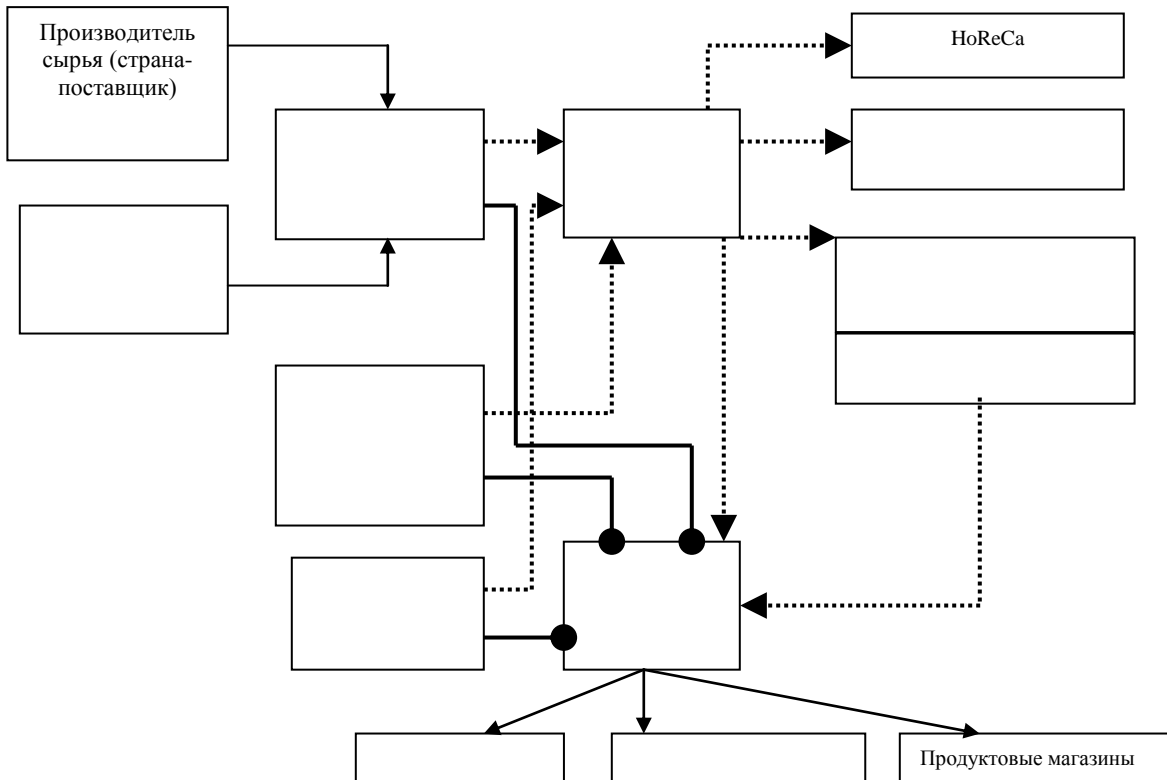 Производитель
сырья (страна-
поставщик)
HoReCa
Продуктовые магазины